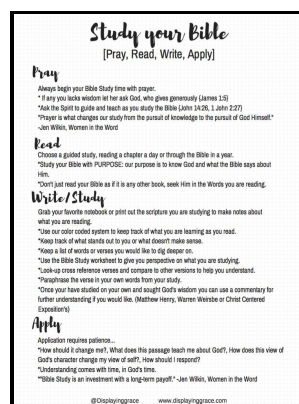 Study your Bible
[Pray, Read, Write, Apply]
Pray
Always begin your Bible Study time with prayer.
* If any you lacks wisdom let her ask God, who gives generously {James 1:5}
*Ask the Spirit to guide and teach as you study the Bible {John 14:26, 1 John 2:27}
*Prayer is what changes our study from the pursuit of knowledge to the pursuit of God Himself."
-Jen Wilkin, Women in the Word
Read
Choose a guided study, reading a chapter a day or through the Bible in a year.
*Study your Bible with PURPOSE: our purpose is to know God and what the Bible says about
Him.
*Don't just read your Bible as if it is any other book, seek Him in the Words you are reading.
Write/Study
Grab your favorite notebook or print out the scripture you are studying to make notes about
what you are reading.
*Use our color coded system to keep track of what you are learning as you read.
*Keep track of what stands out to you or what doesn't make sense.
*Keep a list of words or verses you would like to dig deeper on.
*Use the Bible Study worksheet to give you perspective on what you are studying.
*Look-up cross reference verses and compare to other versions to help you understand.
*Paraphrase the verse in your own words from your study.
*Once your have studied on your own and sought God's wisdom you can use a commentary for
further understanding if you would like. (Matthew Henry, Warren Weirsbe or Christ Centered
Exposition's)
Apply
Application requires patience...
*How should it change me?, What does this passage teach me about God?, How does this view of
God's character change my view of self?, How should I respond?
*Understanding comes with time, in God's time.
*"Bible Study is an investment with a long-term payoff." -Jen Wilkin, Women in the Word
@Displayinggrace www.displayinggrace.com